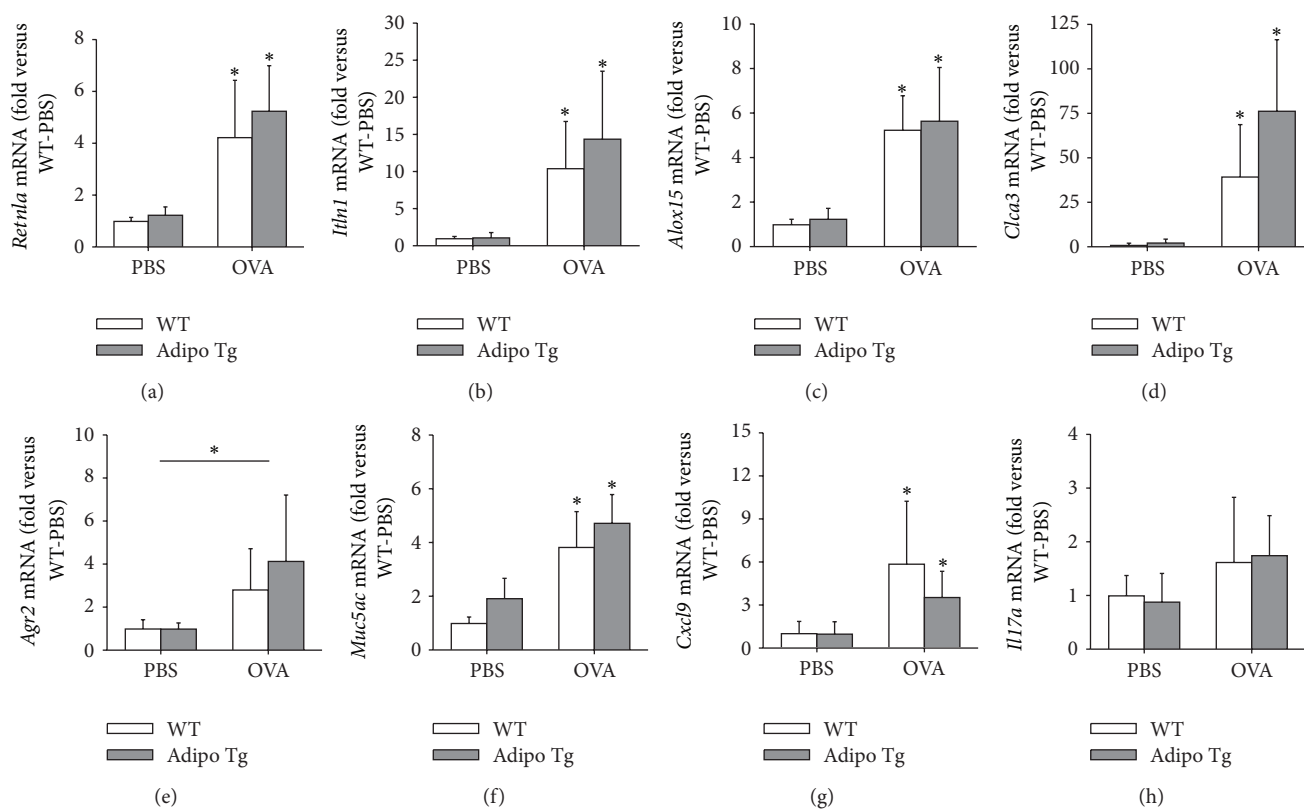 Retnla mRNA (fold versus
WT-PBS)
8
6
4
2
0
*
*
PBS
OVA
WT
Adipo Tg
(a)
Itln1 mRNA (fold versus
WT-PBS)
30
25
20
15
10
5
0
*
*
PBS
OVA
WT
Adipo Tg
(b)
Alox15 mRNA (fold versus
WT-PBS)
10
8
6
4
2
0
*
*
PBS
OVA
WT
Adipo Tg
(c)
Clca3 mRNA (fold versus
WT-PBS)
125
100
75
50
25
0
*
*
PBS
OVA
WT
Adipo Tg
(d)
Agr2 mRNA (fold versus
WT-PBS)
10
8
6
4
2
0
*
PBS
OVA
WT
Adipo Tg
(e)
Muc5ac mRNA (fold versus
WT-PBS)
8
6
4
2
0
*
*
PBS
OVA
WT
Adipo Tg
(f)
Cxcl9 mRNA (fold versus
WT-PBS)
15
12
9
6
3
0
*
*
PBS
OVA
WT
Adipo Tg
(g)
Il17a mRNA (fold versus
WT-PBS)
4
3
2
1
0
PBS
OVA
WT
Adipo Tg
(h)